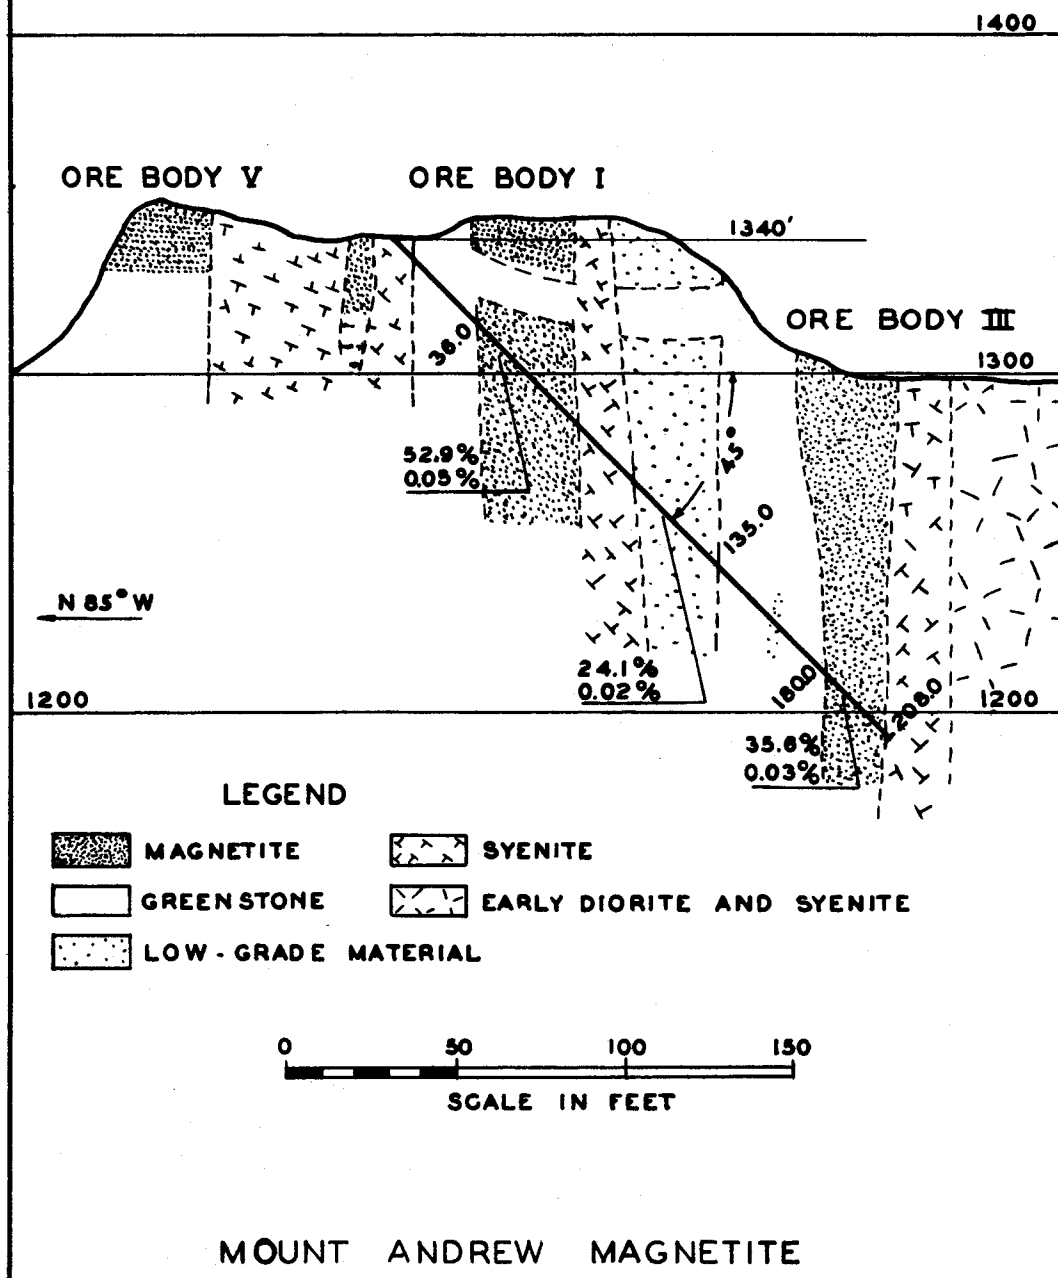 1400
ORE BODY V
ORE BODY I
1340'
ORE BODY III
1300
36.0
52.9%
0.05%
45°
135.0
N 85° W
24.1%
0.02%
180.0
208.0
1200
1200
35.6%
0.03%
LEGEND
MAGNETITE
SYENITE
GREENSTONE
EARLY DIORITE AND SYENITE
LOW-GRADE MATERIAL
0 50 100 150
SCALE IN FEET
MOUNT ANDREW MAGNETITE